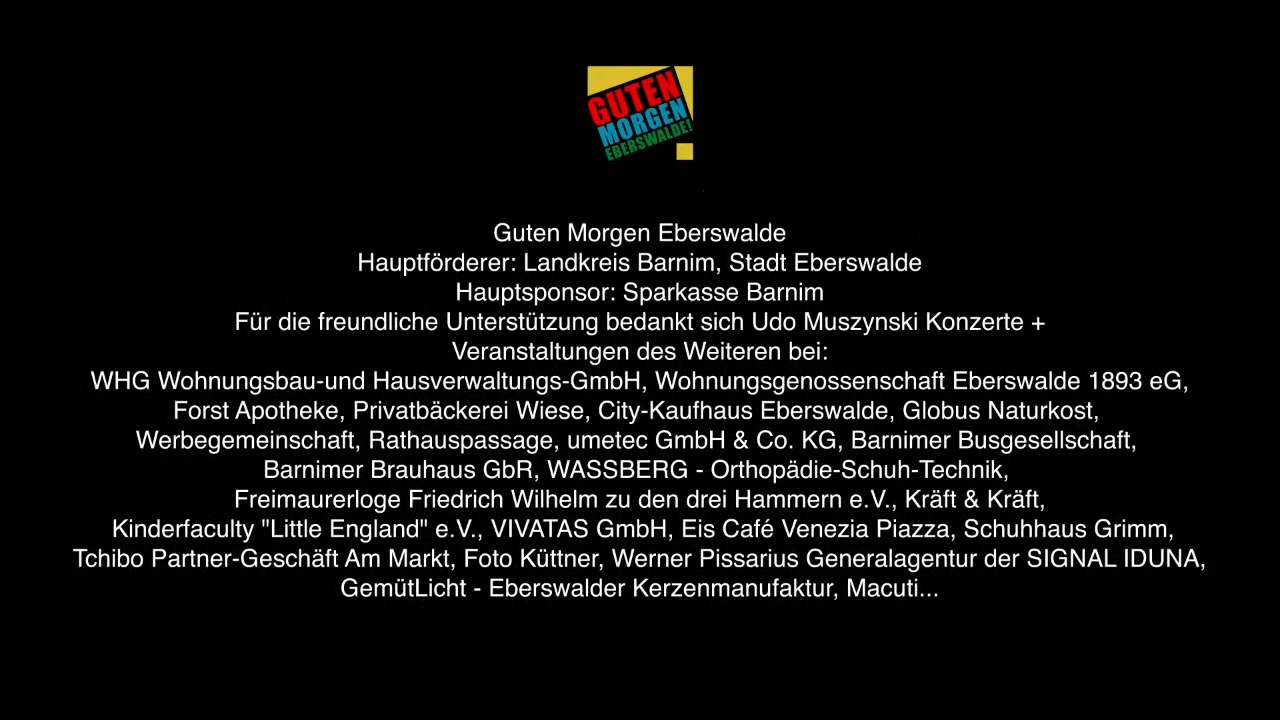 GUTEN
MORGEN
EBERSWALDE!
Guten Morgen Eberswalde
Hauptförderer: Landkreis Barnim, Stadt Eberswalde
Hauptsponsor: Sparkasse Barnim
Für die freundliche Unterstützung bedankt sich Udo Muszynski Konzerte +
Veranstaltungen des Weiteren bei:
WHG Wohnungsbau-und Hausverwaltungs-GmbH, Wohnungsgenossenschaft Eberswalde 1893 eG,
Forst Apotheke, Privatbäckerei Wiese, City-Kaufhaus Eberswalde, Globus Naturkost,
Werbegemeinschaft, Rathauspassage, umetec GmbH & Co. KG, Barnimer Busgesellschaft,
Barnimer Brauhaus GbR, WASSBERG - Orthopädie-Schuh-Technik,
Freimaurerloge Friedrich Wilhelm zu den drei Hammern e.V., Kräft & Kräft,
Kinderfaculty "Little England" e.V., VIVATAS GmbH, Eis Café Venezia Piazza, Schuhhaus Grimm,
Tchibo Partner-Geschäft Am Markt, Foto Küttner, Werner Pissarius Generalagentur der SIGNAL IDUNA,
GemütLicht - Eberswalder Kerzenmanufaktur, Macuti...